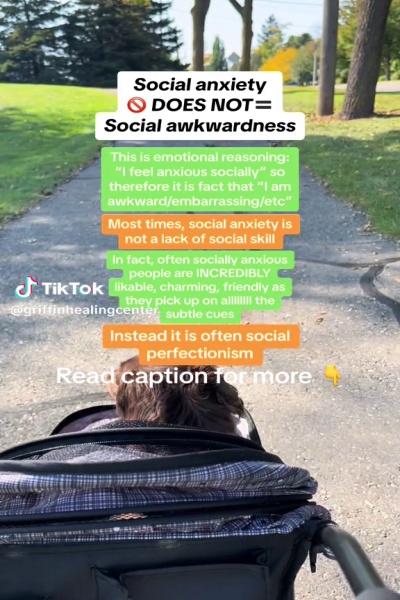 Social anxiety
🚫 DOES NOT=
Social awkwardness
This is emotional reasoning:
“I feel anxious socially” so
therefore it is fact that “I am
awkward/embarrassing/etc”
Most times, social anxiety is
not a lack of social skill
In fact, often socially anxious
people are INCREDIBLY
likable, charming, friendly as
they pick up on allllllll the
subtle cues
TikTok
@griffinhealingcenter
Instead it is often social
perfectionism
Read caption for more 👇